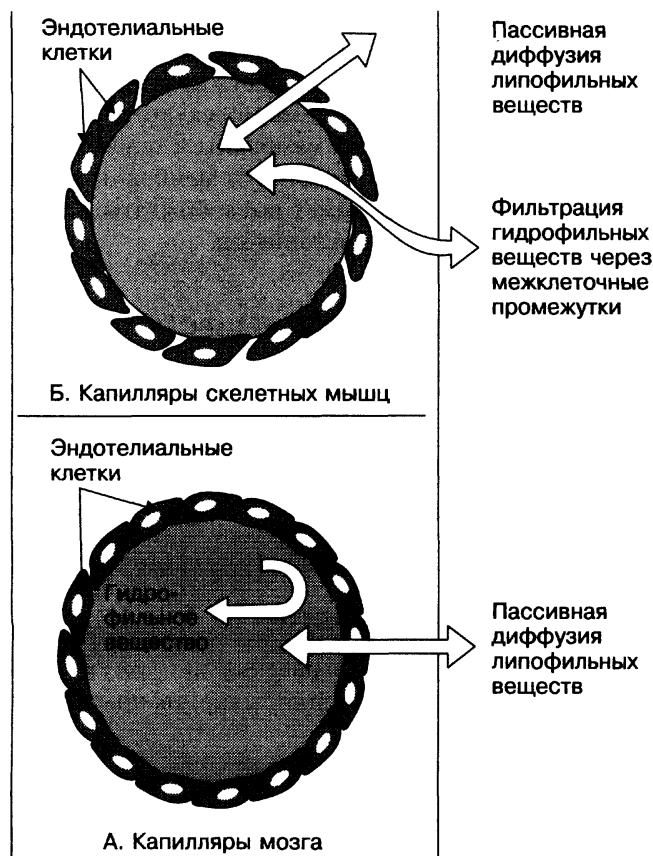 Эндотелиальные
клетки
Пассивная
диффузия
липофильных
веществ
Фильтрация
гидрофильных
веществ через
межклеточные
промежутки
Б. Капилляры скелетных мышц
Эндотелиальные
клетки
Гидро-
фильное
вещество
Пассивная
диффузия
липофильных
веществ
А. Капилляры мозга